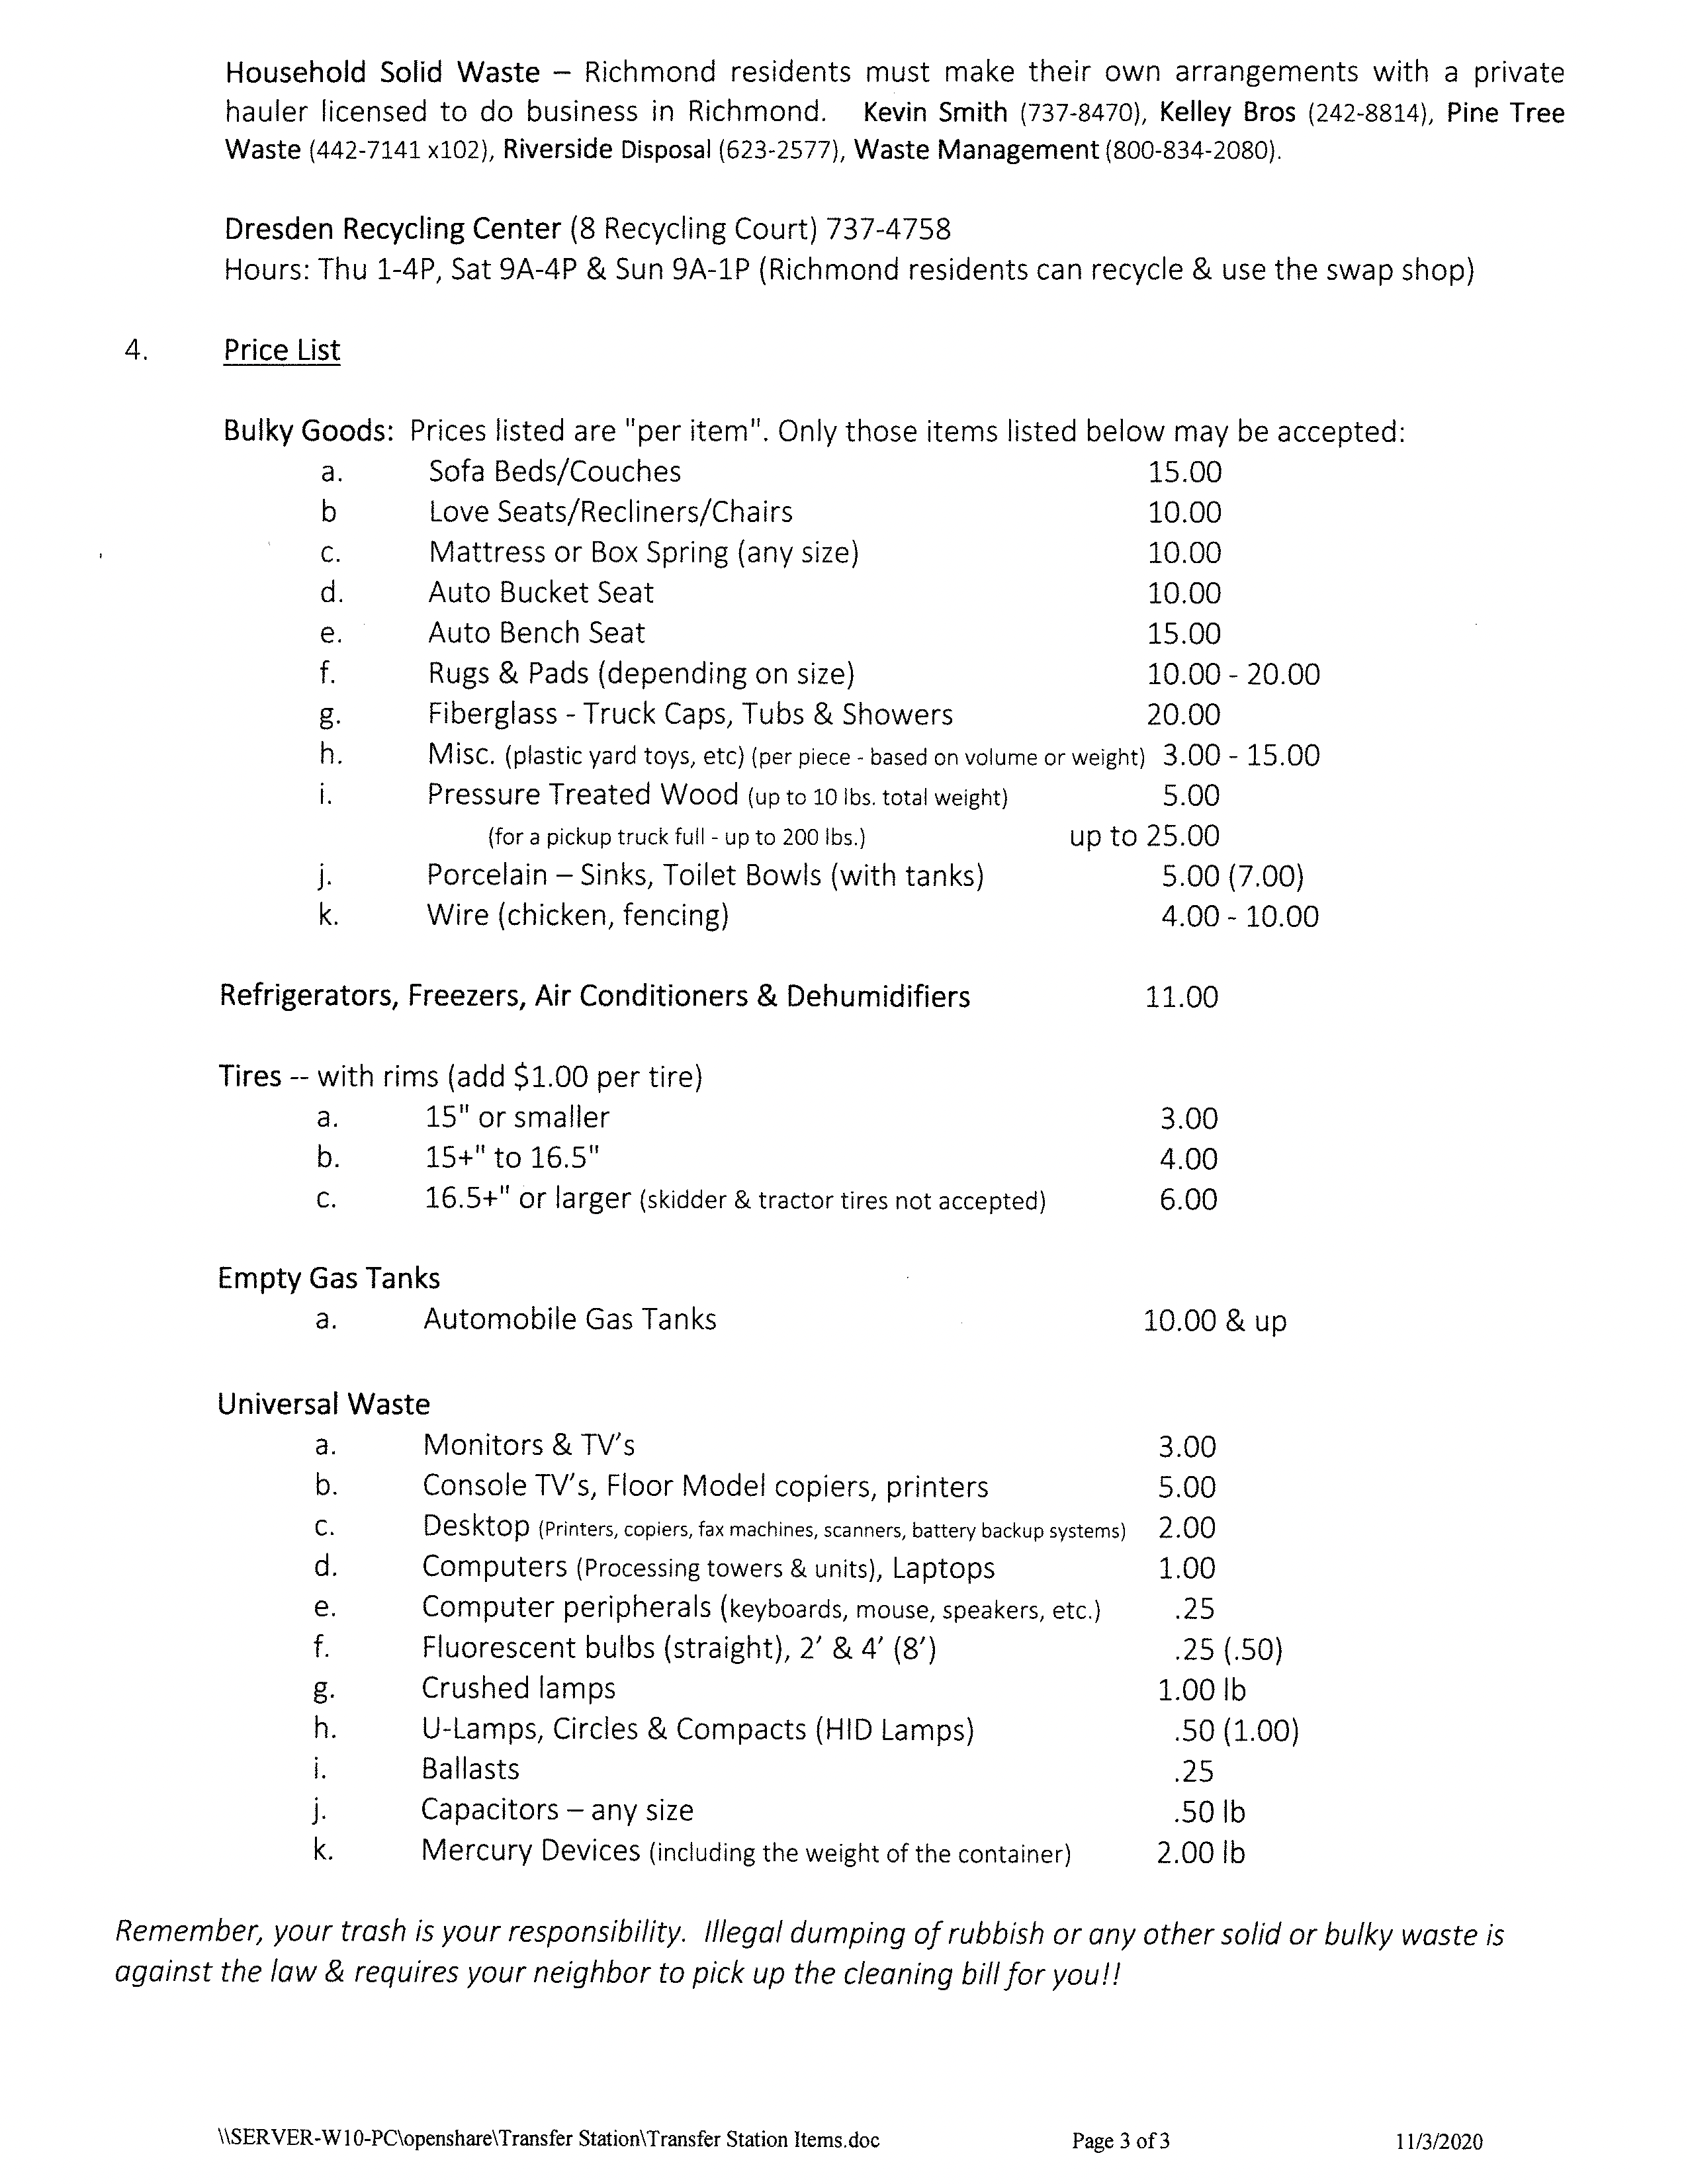 Household Solid Waste – Richmond residents must make their own arrangements with a private
hauler licensed to do business in Richmond. Kevin Smith (737-8470), Kelley Bros (242-8814), Pine Tree
Waste (442-7141 x102), Riverside Disposal (623-2577), Waste Management (800-834-2080).
Dresden Recycling Center (8 Recycling Court) 737-4758
Hours: Thu 1-4P, Sat 9A-4P & Sun 9A-1P (Richmond residents can recycle & use the swap shop)
4. Price List
Bulky Goods: Prices listed are "per item". Only those items listed below may be accepted:
a. Sofa Beds/Couches 15.00
b Love Seats/Recliners/Chairs 10.00
c. Mattress or Box Spring (any size) 10.00
d. Auto Bucket Seat 10.00
e. Auto Bench Seat 15.00
f. Rugs & Pads (depending on size) 10.00 - 20.00
g. Fiberglass - Truck Caps, Tubs & Showers 20.00
h. Misc. (plastic yard toys, etc) (per piece - based on volume or weight) 3.00 - 15.00
i. Pressure Treated Wood (up to 10 lbs. total weight) 5.00
(for a pickup truck full - up to 200 lbs.) up to 25.00
j. Porcelain – Sinks, Toilet Bowls (with tanks) 5.00 (7.00)
k. Wire (chicken, fencing) 4.00 - 10.00
Refrigerators, Freezers, Air Conditioners & Dehumidifiers 11.00
Tires -- with rims (add $1.00 per tire)
a. 15" or smaller 3.00
b. 15+" to 16.5" 4.00
c. 16.5+" or larger (skidder & tractor tires not accepted) 6.00
Empty Gas Tanks
a. Automobile Gas Tanks 10.00 & up
Universal Waste
a. Monitors & TV's 3.00
b. Console TV's, Floor Model copiers, printers 5.00
c. Desktop (Printers, copiers, fax machines, scanners, battery backup systems) 2.00
d. Computers (Processing towers & units), Laptops 1.00
e. Computer peripherals (keyboards, mouse, speakers, etc.) .25
f. Fluorescent bulbs (straight), 2' & 4' (8') .25 (.50)
g. Crushed lamps 1.00 lb
h. U-Lamps, Circles & Compacts (HID Lamps) .50 (1.00)
i. Ballasts .25
j. Capacitors – any size .50 lb
k. Mercury Devices (including the weight of the container) 2.00 lb
Remember, your trash is your responsibility. Illegal dumping of rubbish or any other solid or bulky waste is
against the law & requires your neighbor to pick up the cleaning bill for you!!
\\SERVER-W10-PC\openshare\Transfer Station\Transfer Station Items.doc Page 3 of 3 11/3/2020